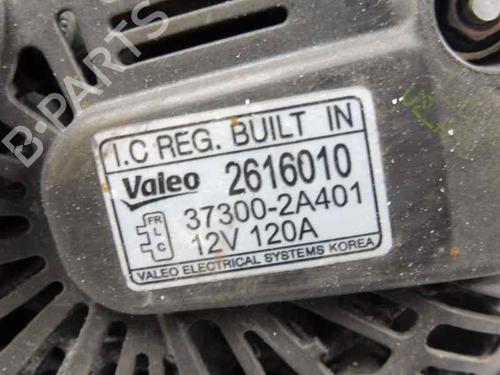 B-PARTS
I.C REG. BUILT IN
Valeo 2616010
FR
L
C
37300-2A401
12V 120A
VALEO ELECTRICAL SYSTEMS KOREA